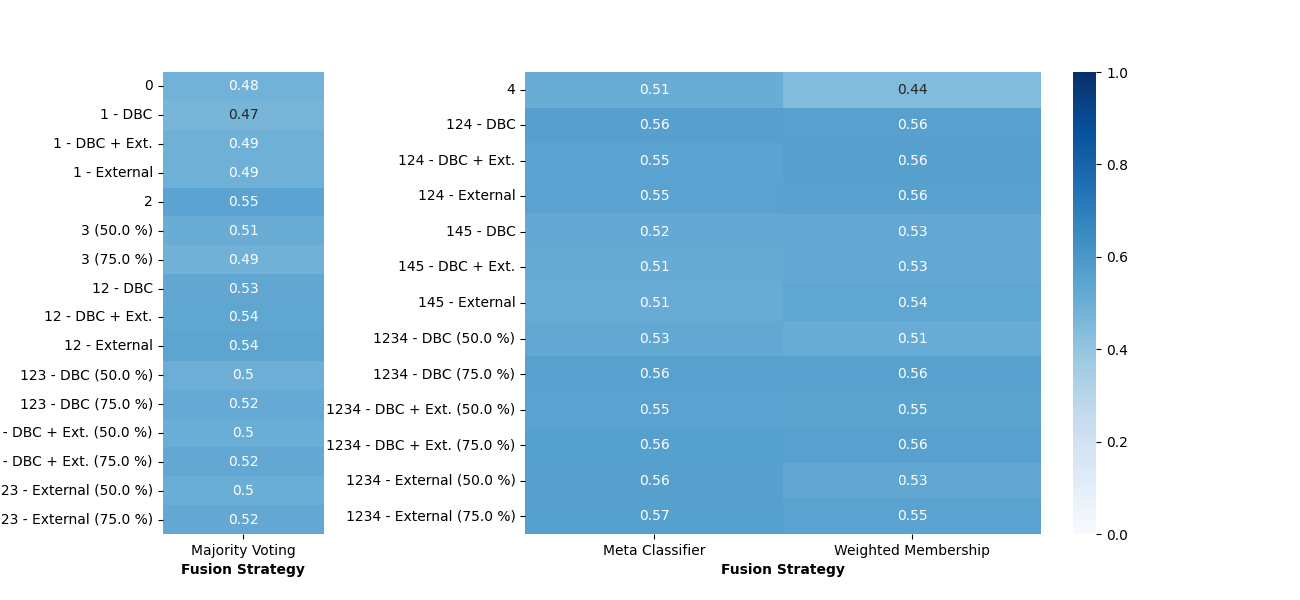 0 0.48
1 - DBC 0.47
1 - DBC + Ext. 0.49
1 - External 0.49
2 0.55
3 (50.0 %) 0.51
3 (75.0 %) 0.49
12 - DBC 0.53
12 - DBC + Ext. 0.54
12 - External 0.54
123 - DBC (50.0 %) 0.5
123 - DBC (75.0 %) 0.52
- DBC + Ext. (50.0 %) 0.5
- DBC + Ext. (75.0 %) 0.52
23 - External (50.0 %) 0.5
23 - External (75.0 %) 0.52
Majority Voting
Fusion Strategy
4 0.51 0.44
124 - DBC 0.56 0.56
124 - DBC + Ext. 0.55 0.56
124 - External 0.55 0.56
145 - DBC 0.52 0.53
145 - DBC + Ext. 0.51 0.53
145 - External 0.51 0.54
1234 - DBC (50.0 %) 0.53 0.51
1234 - DBC (75.0 %) 0.56 0.56
1234 - DBC + Ext. (50.0 %) 0.55 0.55
1234 - DBC + Ext. (75.0 %) 0.56 0.56
1234 - External (50.0 %) 0.56 0.53
1234 - External (75.0 %) 0.57 0.55
Meta Classifier Weighted Membership
Fusion Strategy
1.0
0.8
0.6
0.4
0.2
0.0